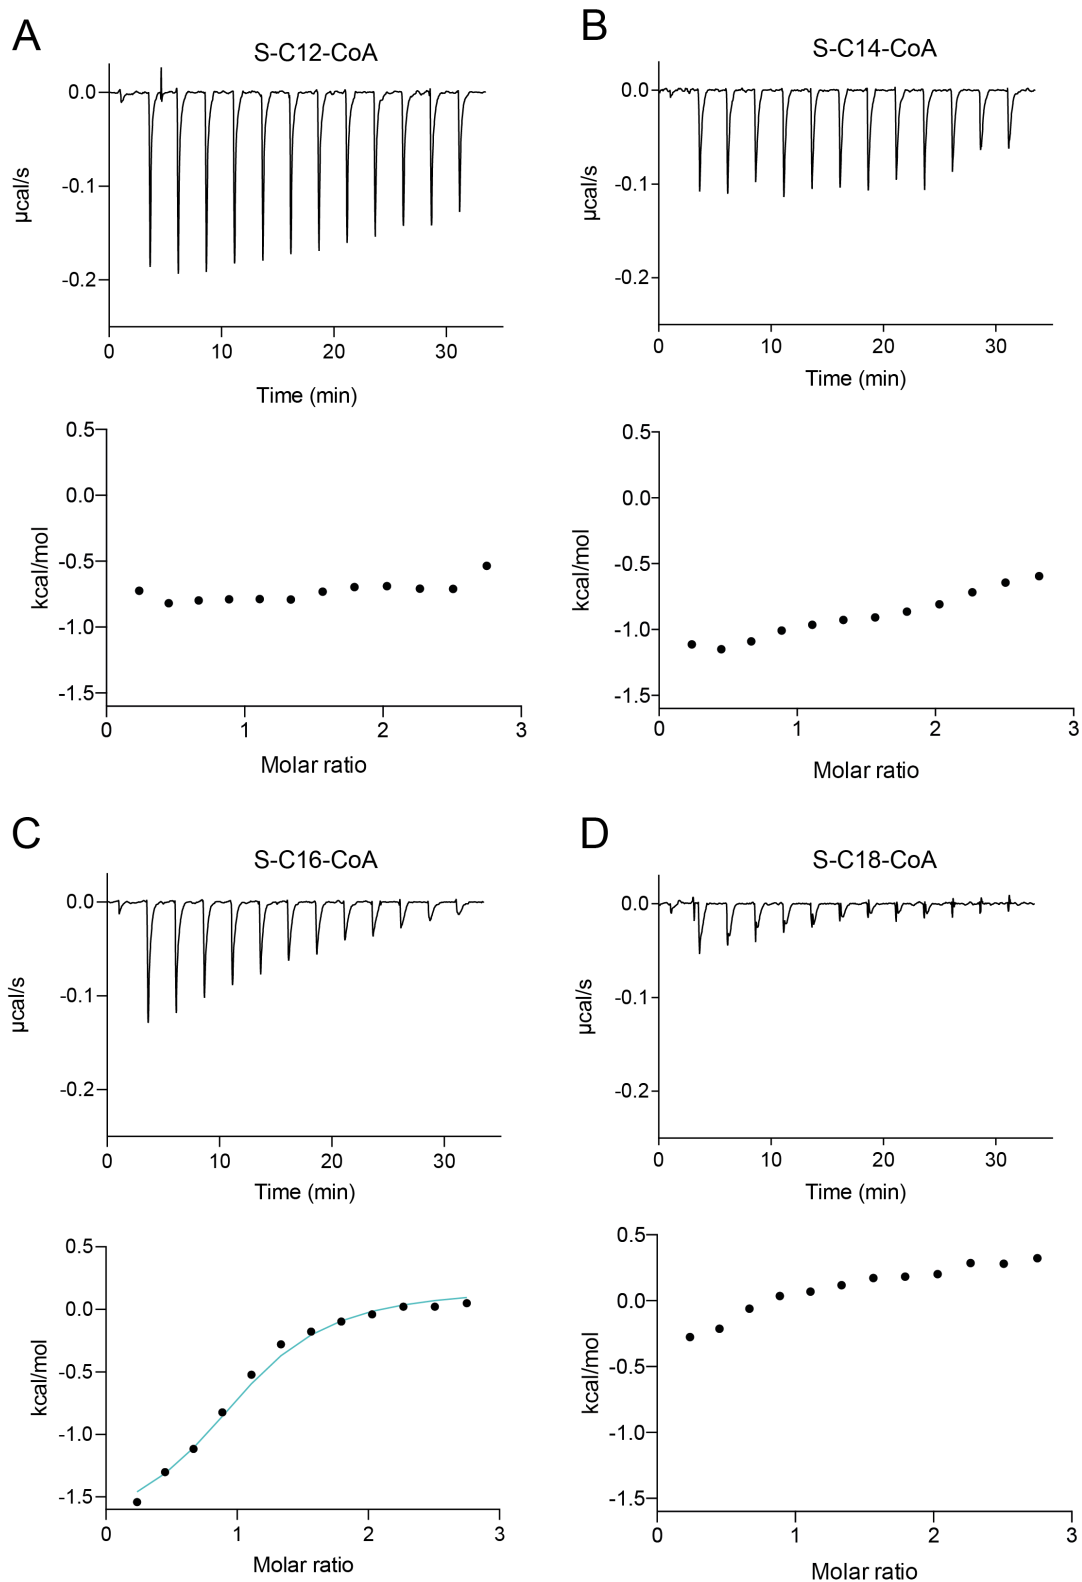 A
S-C12-CoA
0.0
-0.1
-0.2
µcal/s
0 10 20 30
Time (min)
0.5
0.0
-0.5
-1.0
-1.5
kcal/mol
0 1 2 3
Molar ratio
B
S-C14-CoA
0.0
-0.1
-0.2
µcal/s
0 10 20 30
Time (min)
0.5
0.0
-0.5
-1.0
-1.5
kcal/mol
0 1 2 3
Molar ratio
C
S-C16-CoA
0.0
-0.1
-0.2
µcal/s
0 10 20 30
Time (min)
0.5
0.0
-0.5
-1.0
-1.5
kcal/mol
0 1 2 3
Molar ratio
D
S-C18-CoA
0.0
-0.1
-0.2
µcal/s
0 10 20 30
Time (min)
0.5
0.0
-0.5
-1.0
-1.5
kcal/mol
0 1 2 3
Molar ratio